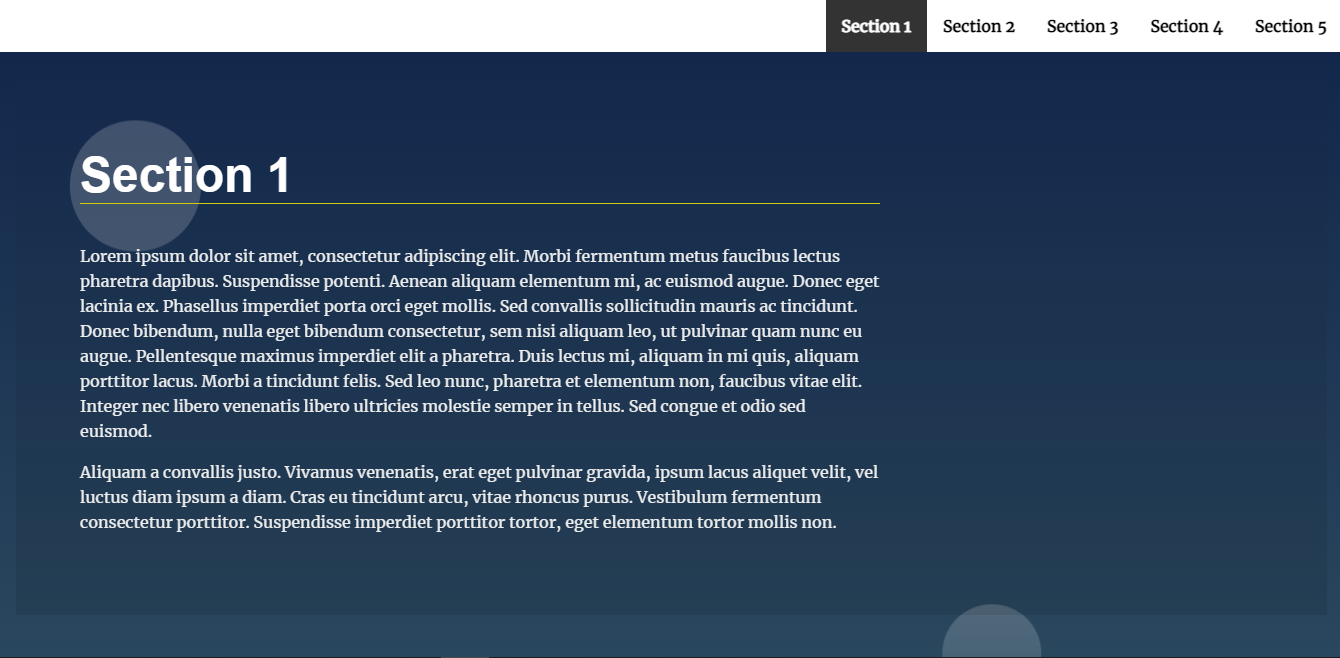 Section 1 Section 2 Section 3 Section 4 Section 5
Section 1
Lorem ipsum dolor sit amet, consectetur adipiscing elit. Morbi fermentum metus faucibus lectus
pharetra dapibus. Suspendisse potenti. Aenean aliquam elementum mi, ac euismod augue. Donec eget
lacinia ex. Phasellus imperdiet porta orci eget mollis. Sed convallis sollicitudin mauris ac tincidunt.
Donec bibendum, nulla eget bibendum consectetur, sem nisi aliquam leo, ut pulvinar quam nunc eu
augue. Pellentesque maximus imperdiet elit a pharetra. Duis lectus mi, aliquam in mi quis, aliquam
porttitor lacus. Morbi a tincidunt felis. Sed leo nunc, pharetra et elementum non, faucibus vitae elit.
Integer nec libero venenatis libero ultricies molestie semper in tellus. Sed congue et odio sed
euismod.
Aliquam a convallis justo. Vivamus venenatis, erat eget pulvinar gravida, ipsum lacus aliquet velit, vel
luctus diam ipsum a diam. Cras eu tincidunt arcu, vitae rhoncus purus. Vestibulum fermentum
consectetur porttitor. Suspendisse imperdiet porttitor tortor, eget elementum tortor mollis non.